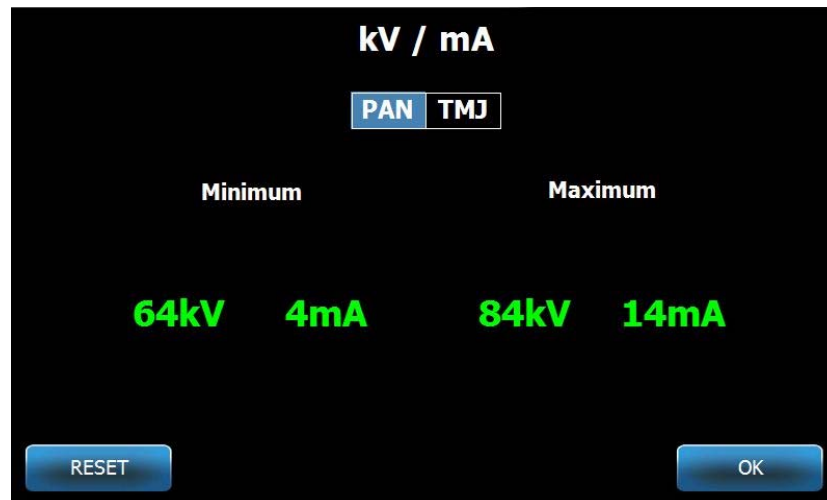 kV / mA
PAN TMJ
Minimum Maximum
64kV 4mA 84kV 14mA
RESET OK